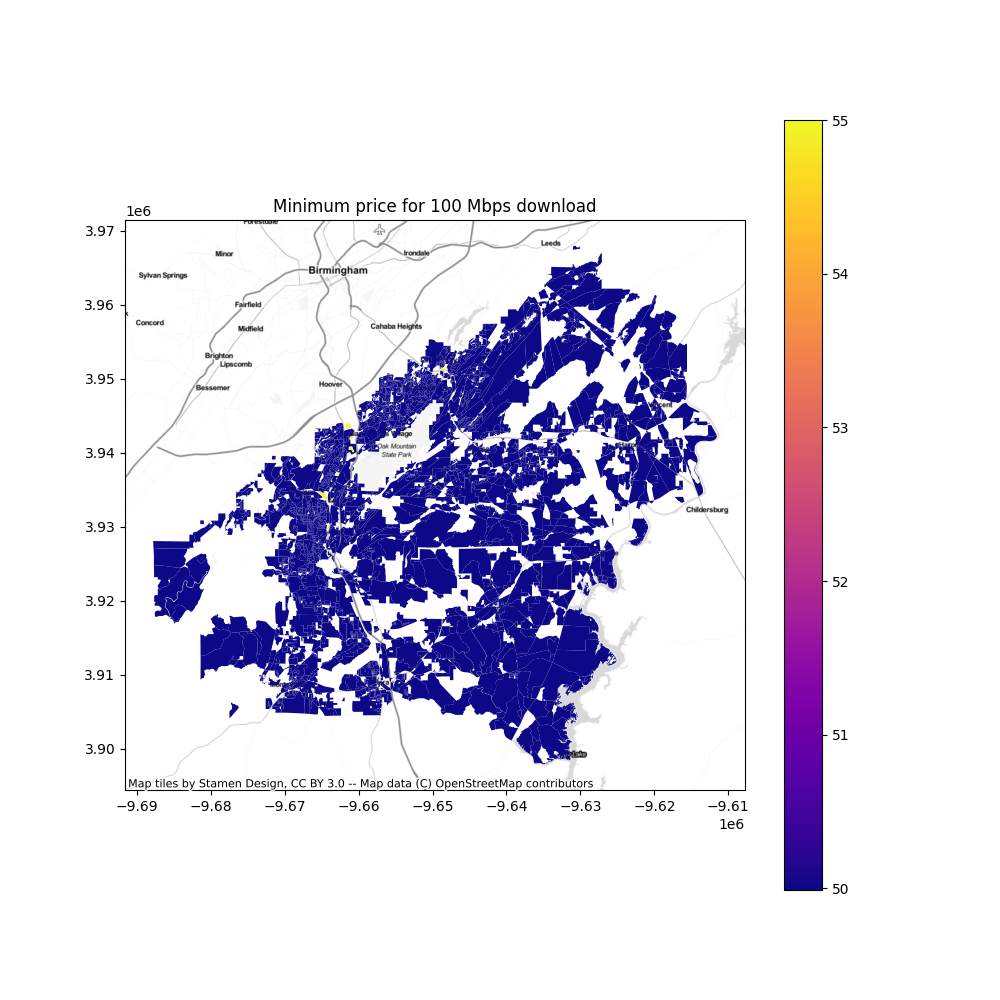 Minimum price for 100 Mbps download
1e6
3.97
3.96
3.95
3.94
3.93
3.92
3.91
3.90
Forestdale
Minor
Irondale
Leeds
Birmingham
Sylvan Springs
Fairfield
Concord
Midfield
Cahaba Heights
Brighton
Lipscomb
Bessemer
Hoover
Oak Mountain
State Park
Childersburg
Map tiles by Stamen Design, CC BY 3.0 -- Map data (C) OpenStreetMap contributors
−9.69 −9.68 −9.67 −9.66 −9.65 −9.64 −9.63 −9.62 −9.61
1e6
55
54
53
52
51
50